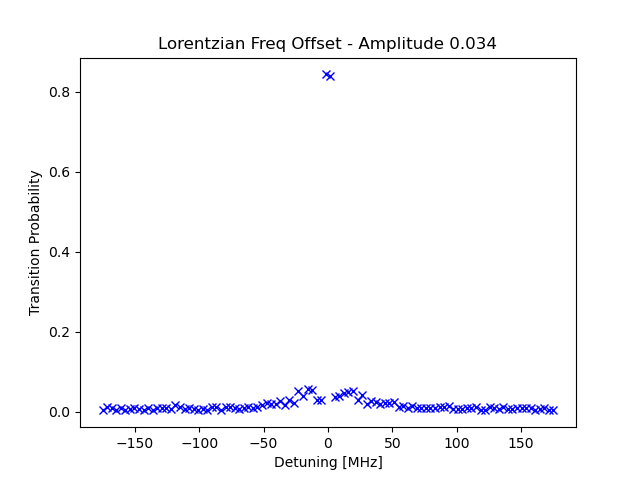 Lorentzian Freq Offset - Amplitude 0.034
Transition Probability
0.8
0.6
0.4
0.2
0.0
−150 −100 −50 0 50 100 150
Detuning [MHz]